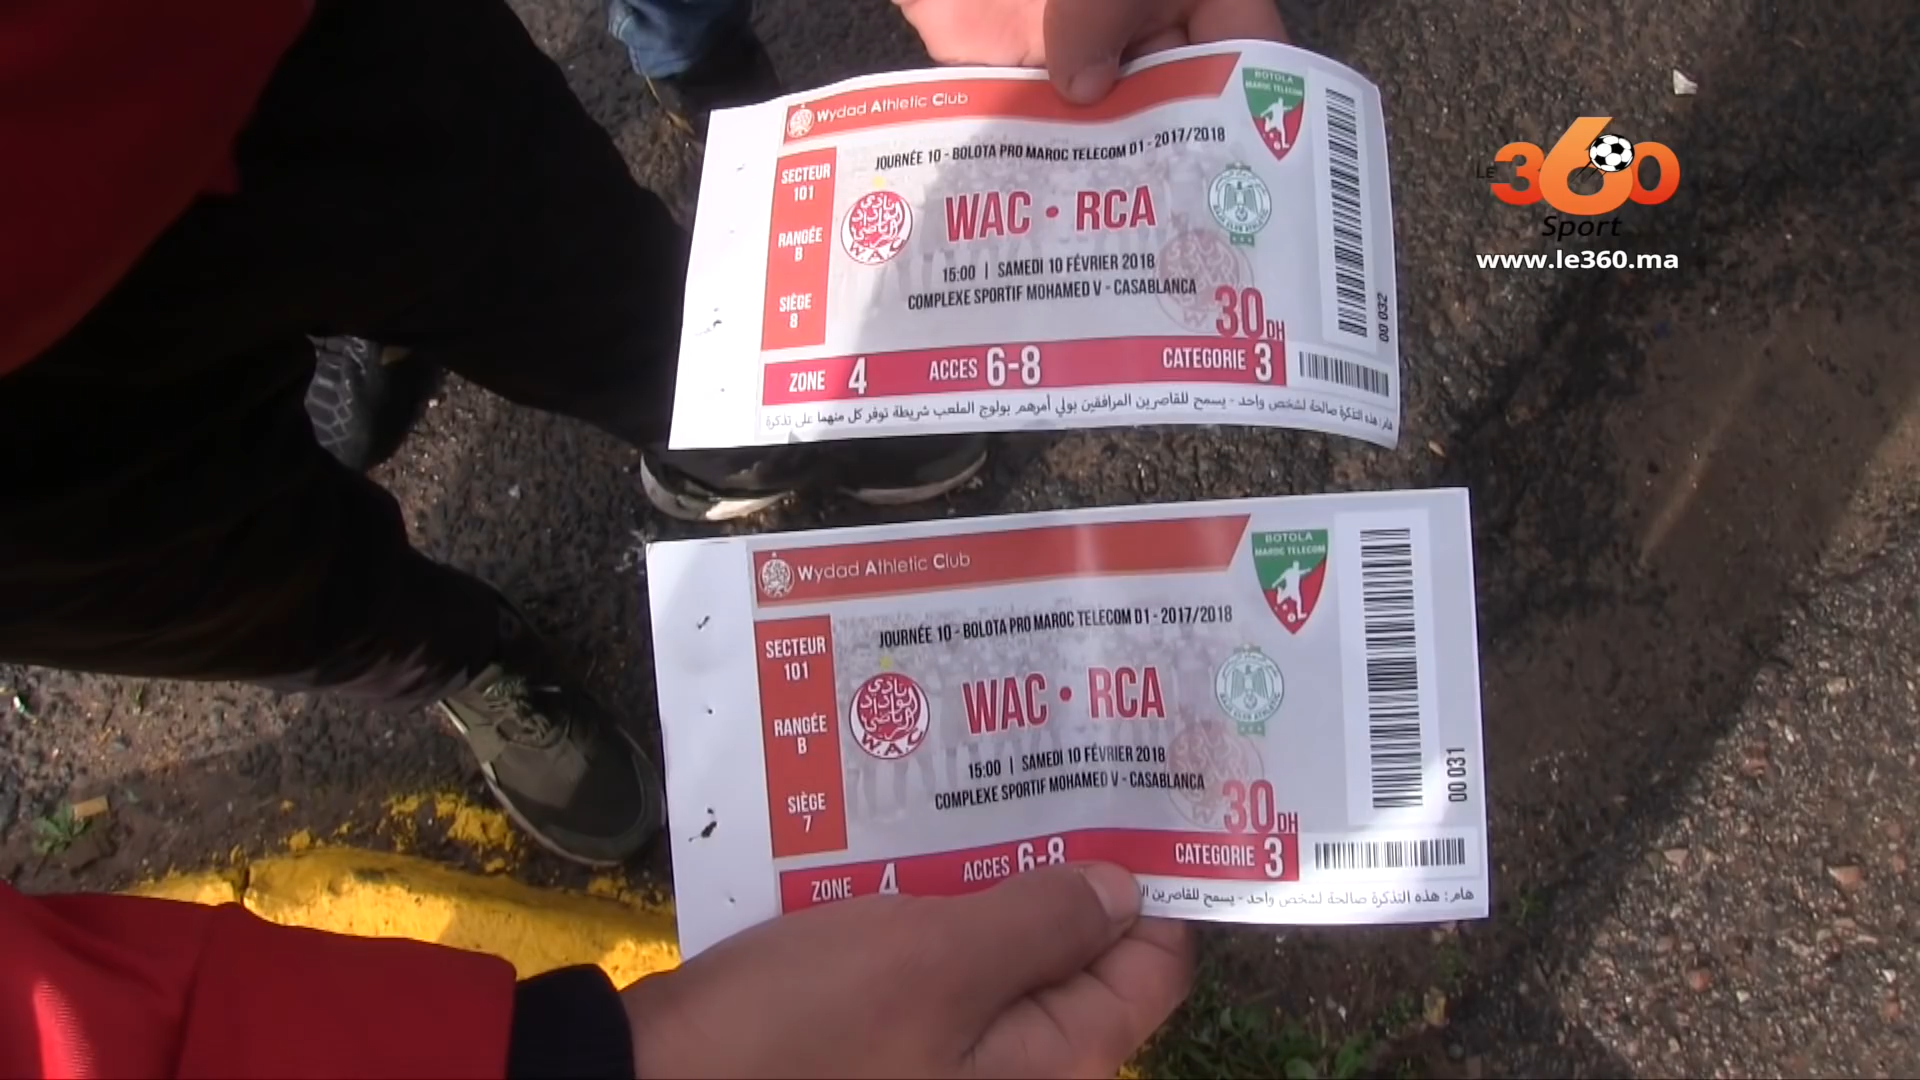 Wydad Athletic Club
BOTOLA
MAROC TELECOM
JOURNÉE 10 - BOLOTA PRO MAROC TELECOM D1 - 2017/2018
SECTEUR
101
RANGÉE
B
SIÈGE
8
WAC • RCA
نادي
الوداد
الرياضي
W.A.C
15:00 | SAMEDI 10 FÉVRIER 2018
COMPLEXE SPORTIF MOHAMED V - CASABLANCA
30DH
ZONE 4 ACCES 6-8 CATEGORIE 3
00 032
هام: هذه التذكرة صالحة لشخص واحد - يسمح للقاصرين المرافقين بولي أمرهم بولوج الملعب شريطة توفر كل منهما على تذكرة
Le 360
Sport
www.le360.ma
Wydad Athletic Club
BOTOLA
MAROC TELECOM
JOURNÉE 10 - BOLOTA PRO MAROC TELECOM D1 - 2017/2018
SECTEUR
101
RANGÉE
B
SIÈGE
7
WAC • RCA
نادي
الوداد
الرياضي
W.A.C
15:00 | SAMEDI 10 FÉVRIER 2018
COMPLEXE SPORTIF MOHAMED V - CASABLANCA
30DH
ZONE 4 ACCES 6-8 CATEGORIE 3
00 031
هام: هذه التذكرة صالحة لشخص واحد - يسمح للقاصرين